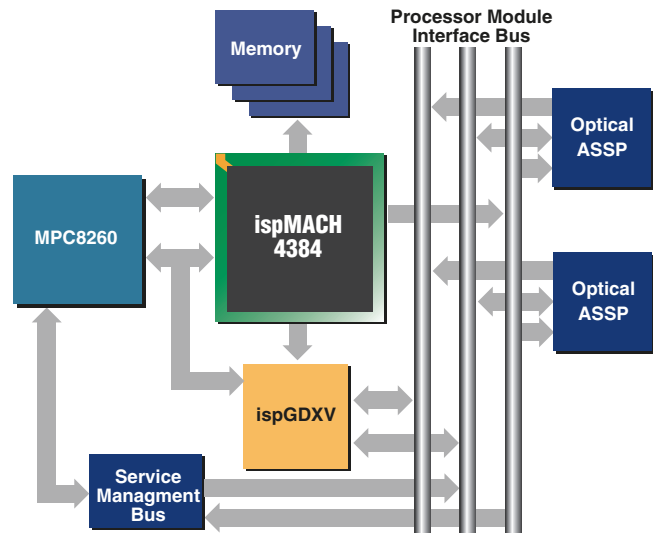 Processor Module
Interface Bus
Memory
Optical
ASSP
MPC8260
ispMACH
4384
Optical
ASSP
ispGDXV
Service
Managment
Bus